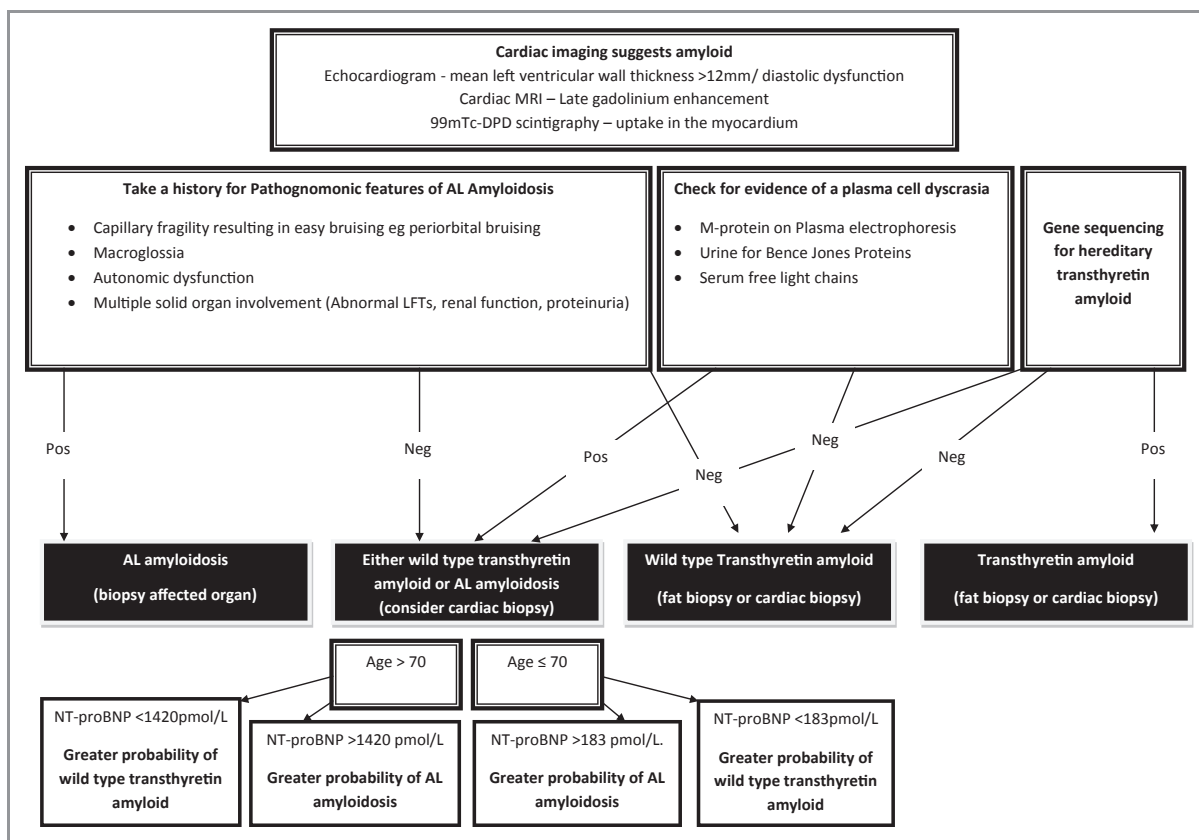 Cardiac imaging suggests amyloid
Echocardiogram - mean left ventricular wall thickness >12mm/ diastolic dysfunction
Cardiac MRI – Late gadolinium enhancement
99mTc-DPD scintigraphy – uptake in the myocardium
Take a history for Pathognomonic features of AL Amyloidosis
• Capillary fragility resulting in easy bruising eg periorbital bruising
• Macroglossia
• Autonomic dysfunction
• Multiple solid organ involvement (Abnormal LFTs, renal function, proteinuria)
Check for evidence of a plasma cell dyscrasia
• M-protein on Plasma electrophoresis
• Urine for Bence Jones Proteins
• Serum free light chains
Gene sequencing
for hereditary
transthyretin
amyloid
Pos
Neg
Pos
Neg
Neg
Neg
Pos
AL amyloidosis
(biopsy affected organ)
Either wild type transthyretin
amyloid or AL amyloidosis
(consider cardiac biopsy)
Wild type Transthyretin amyloid
(fat biopsy or cardiac biopsy)
Transthyretin amyloid
(fat biopsy or cardiac biopsy)
Age > 70
Age ≤ 70
NT-proBNP <1420pmol/L
Greater probability of
wild type transthyretin
amyloid
NT-proBNP >1420 pmol/L
Greater probability of AL
amyloidosis
NT-proBNP >183 pmol/L.
Greater probability of AL
amyloidosis
NT-proBNP <183pmol/L
Greater probability of
wild type transthyretin
amyloid